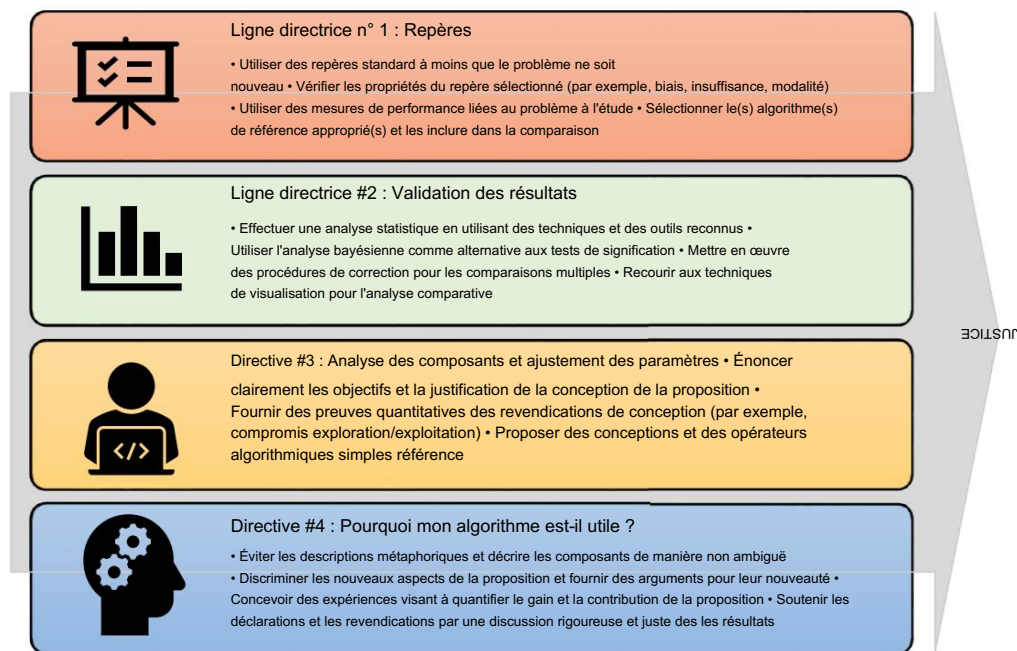 Ligne directrice n° 1 : Repères
• Utiliser des repères standard à moins que le problème ne soit
nouveau • Vérifier les propriétés du repère sélectionné (par exemple, biais, insuffisance, modalité)
• Utiliser des mesures de performance liées au problème à l'étude • Sélectionner le(s) algorithme(s)
de référence approprié(s) et les inclure dans la comparaison
Ligne directrice #2 : Validation des résultats
• Effectuer une analyse statistique en utilisant des techniques et des outils reconnus •
Utiliser l'analyse bayésienne comme alternative aux tests de signification • Mettre en œuvre
des procédures de correction pour les comparaisons multiples • Recourir aux techniques
de visualisation pour l'analyse comparative
Directive #3 : Analyse des composants et ajustement des paramètres • Énoncer
clairement les objectifs et la justification de la conception de la proposition •
Fournir des preuves quantitatives des revendications de conception (par exemple,
compromis exploration/exploitation) • Proposer des conceptions et des opérateurs
algorithmiques simples référence
</>
Directive #4 : Pourquoi mon algorithme est-il utile ?
• Éviter les descriptions métaphoriques et décrire les composants de manière non ambiguë
• Discriminer les nouveaux aspects de la proposition et fournir des arguments pour leur nouveauté •
Concevoir des expériences visant à quantifier le gain et la contribution de la proposition • Soutenir les
déclarations et les revendications par une discussion rigoureuse et juste des les résultats
JUSTICE